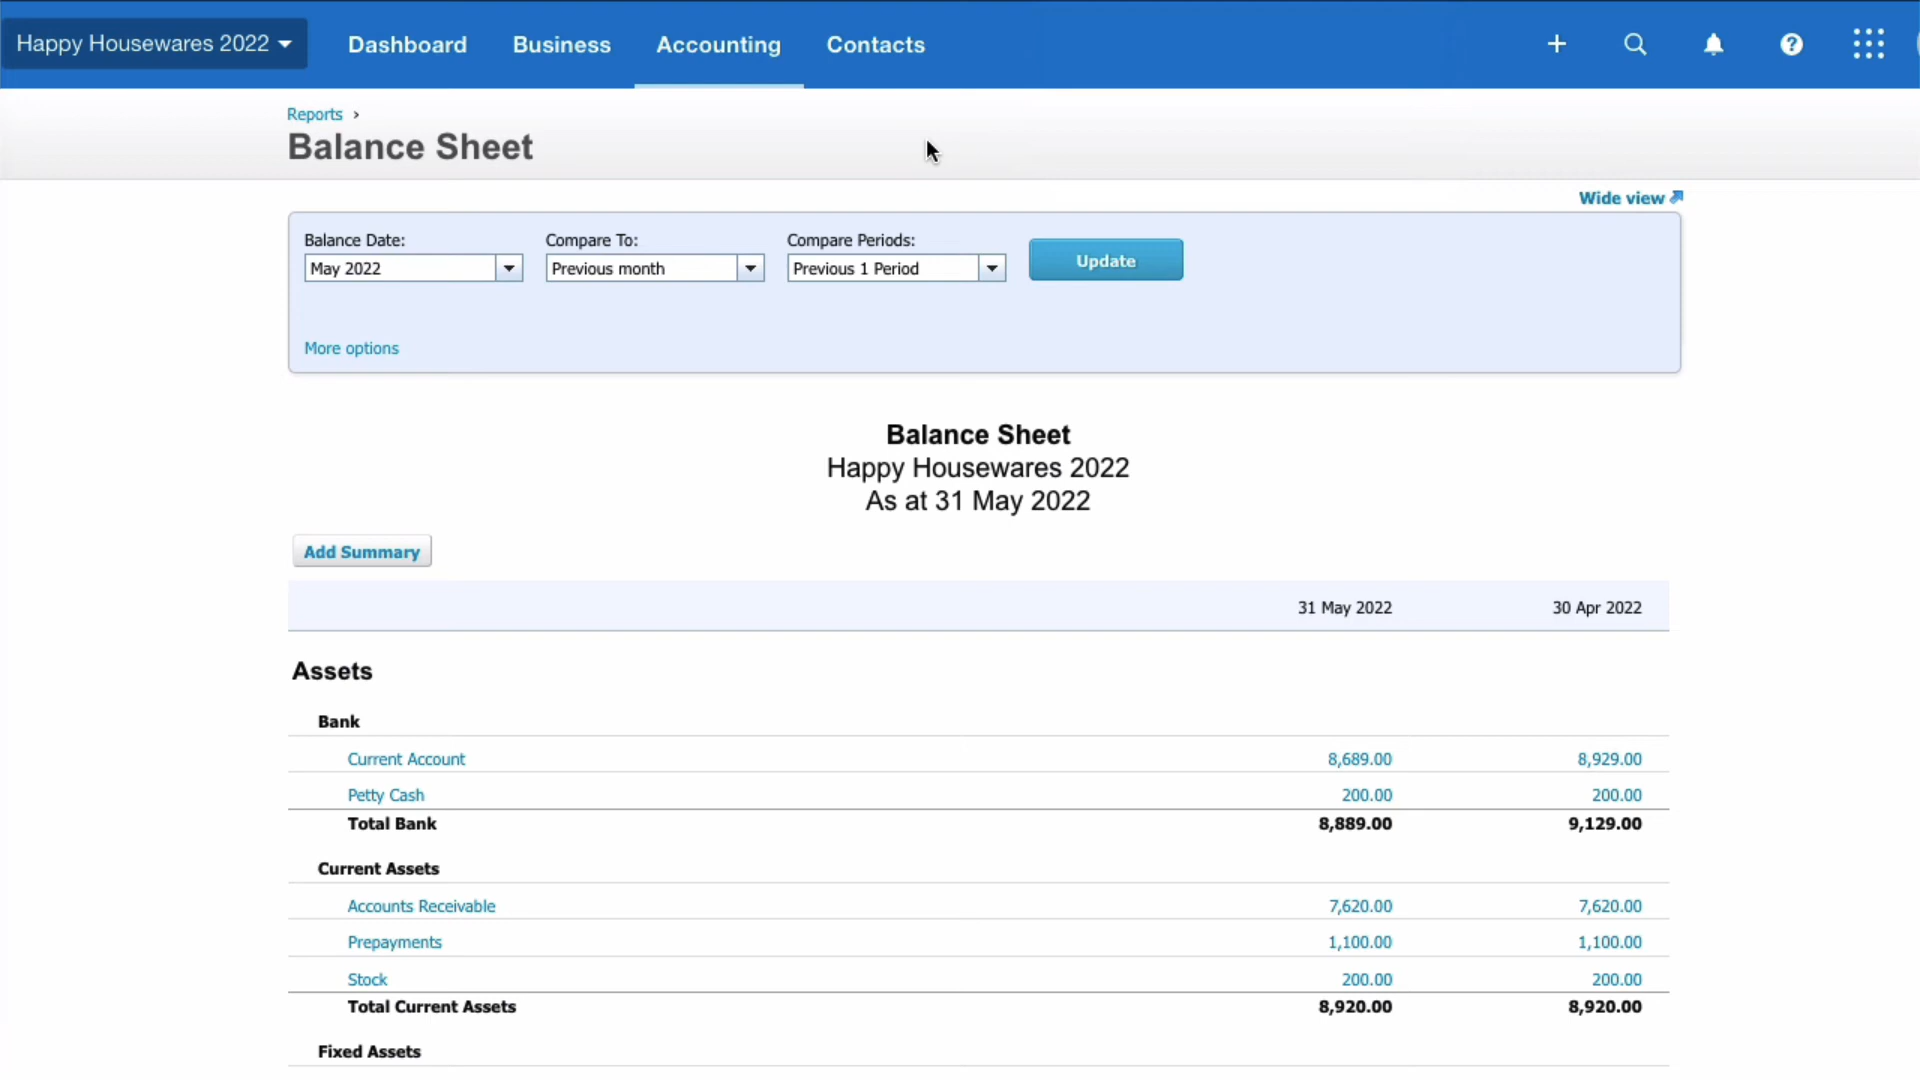 Happy Housewares 2022 Dashboard Business Accounting Contacts
Reports ›
Balance Sheet
Wide view
Balance Date: Compare To: Compare Periods:
May 2022 Previous month Previous 1 Period Update
More options
Balance Sheet
Happy Housewares 2022
As at 31 May 2022
Add Summary
31 May 2022 30 Apr 2022
Assets
Bank
Current Account 8,689.00 8,929.00
Petty Cash 200.00 200.00
Total Bank 8,889.00 9,129.00
Current Assets
Accounts Receivable 7,620.00 7,620.00
Prepayments 1,100.00 1,100.00
Stock 200.00 200.00
Total Current Assets 8,920.00 8,920.00
Fixed Assets